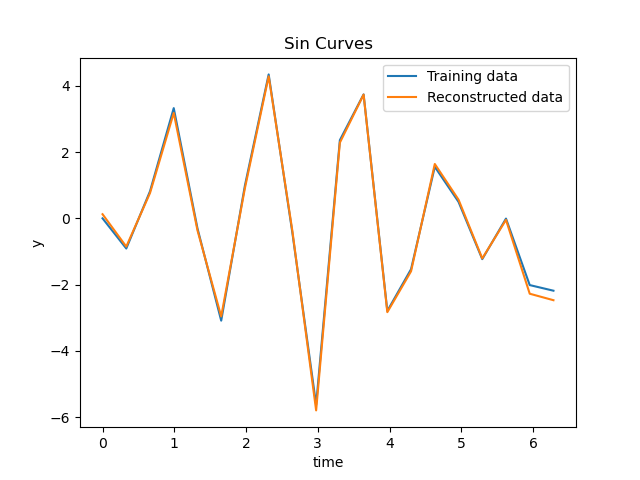 Sin Curves
Training data
Reconstructed data
4
2
0
−2
−4
−6
y
0 1 2 3 4 5 6
time